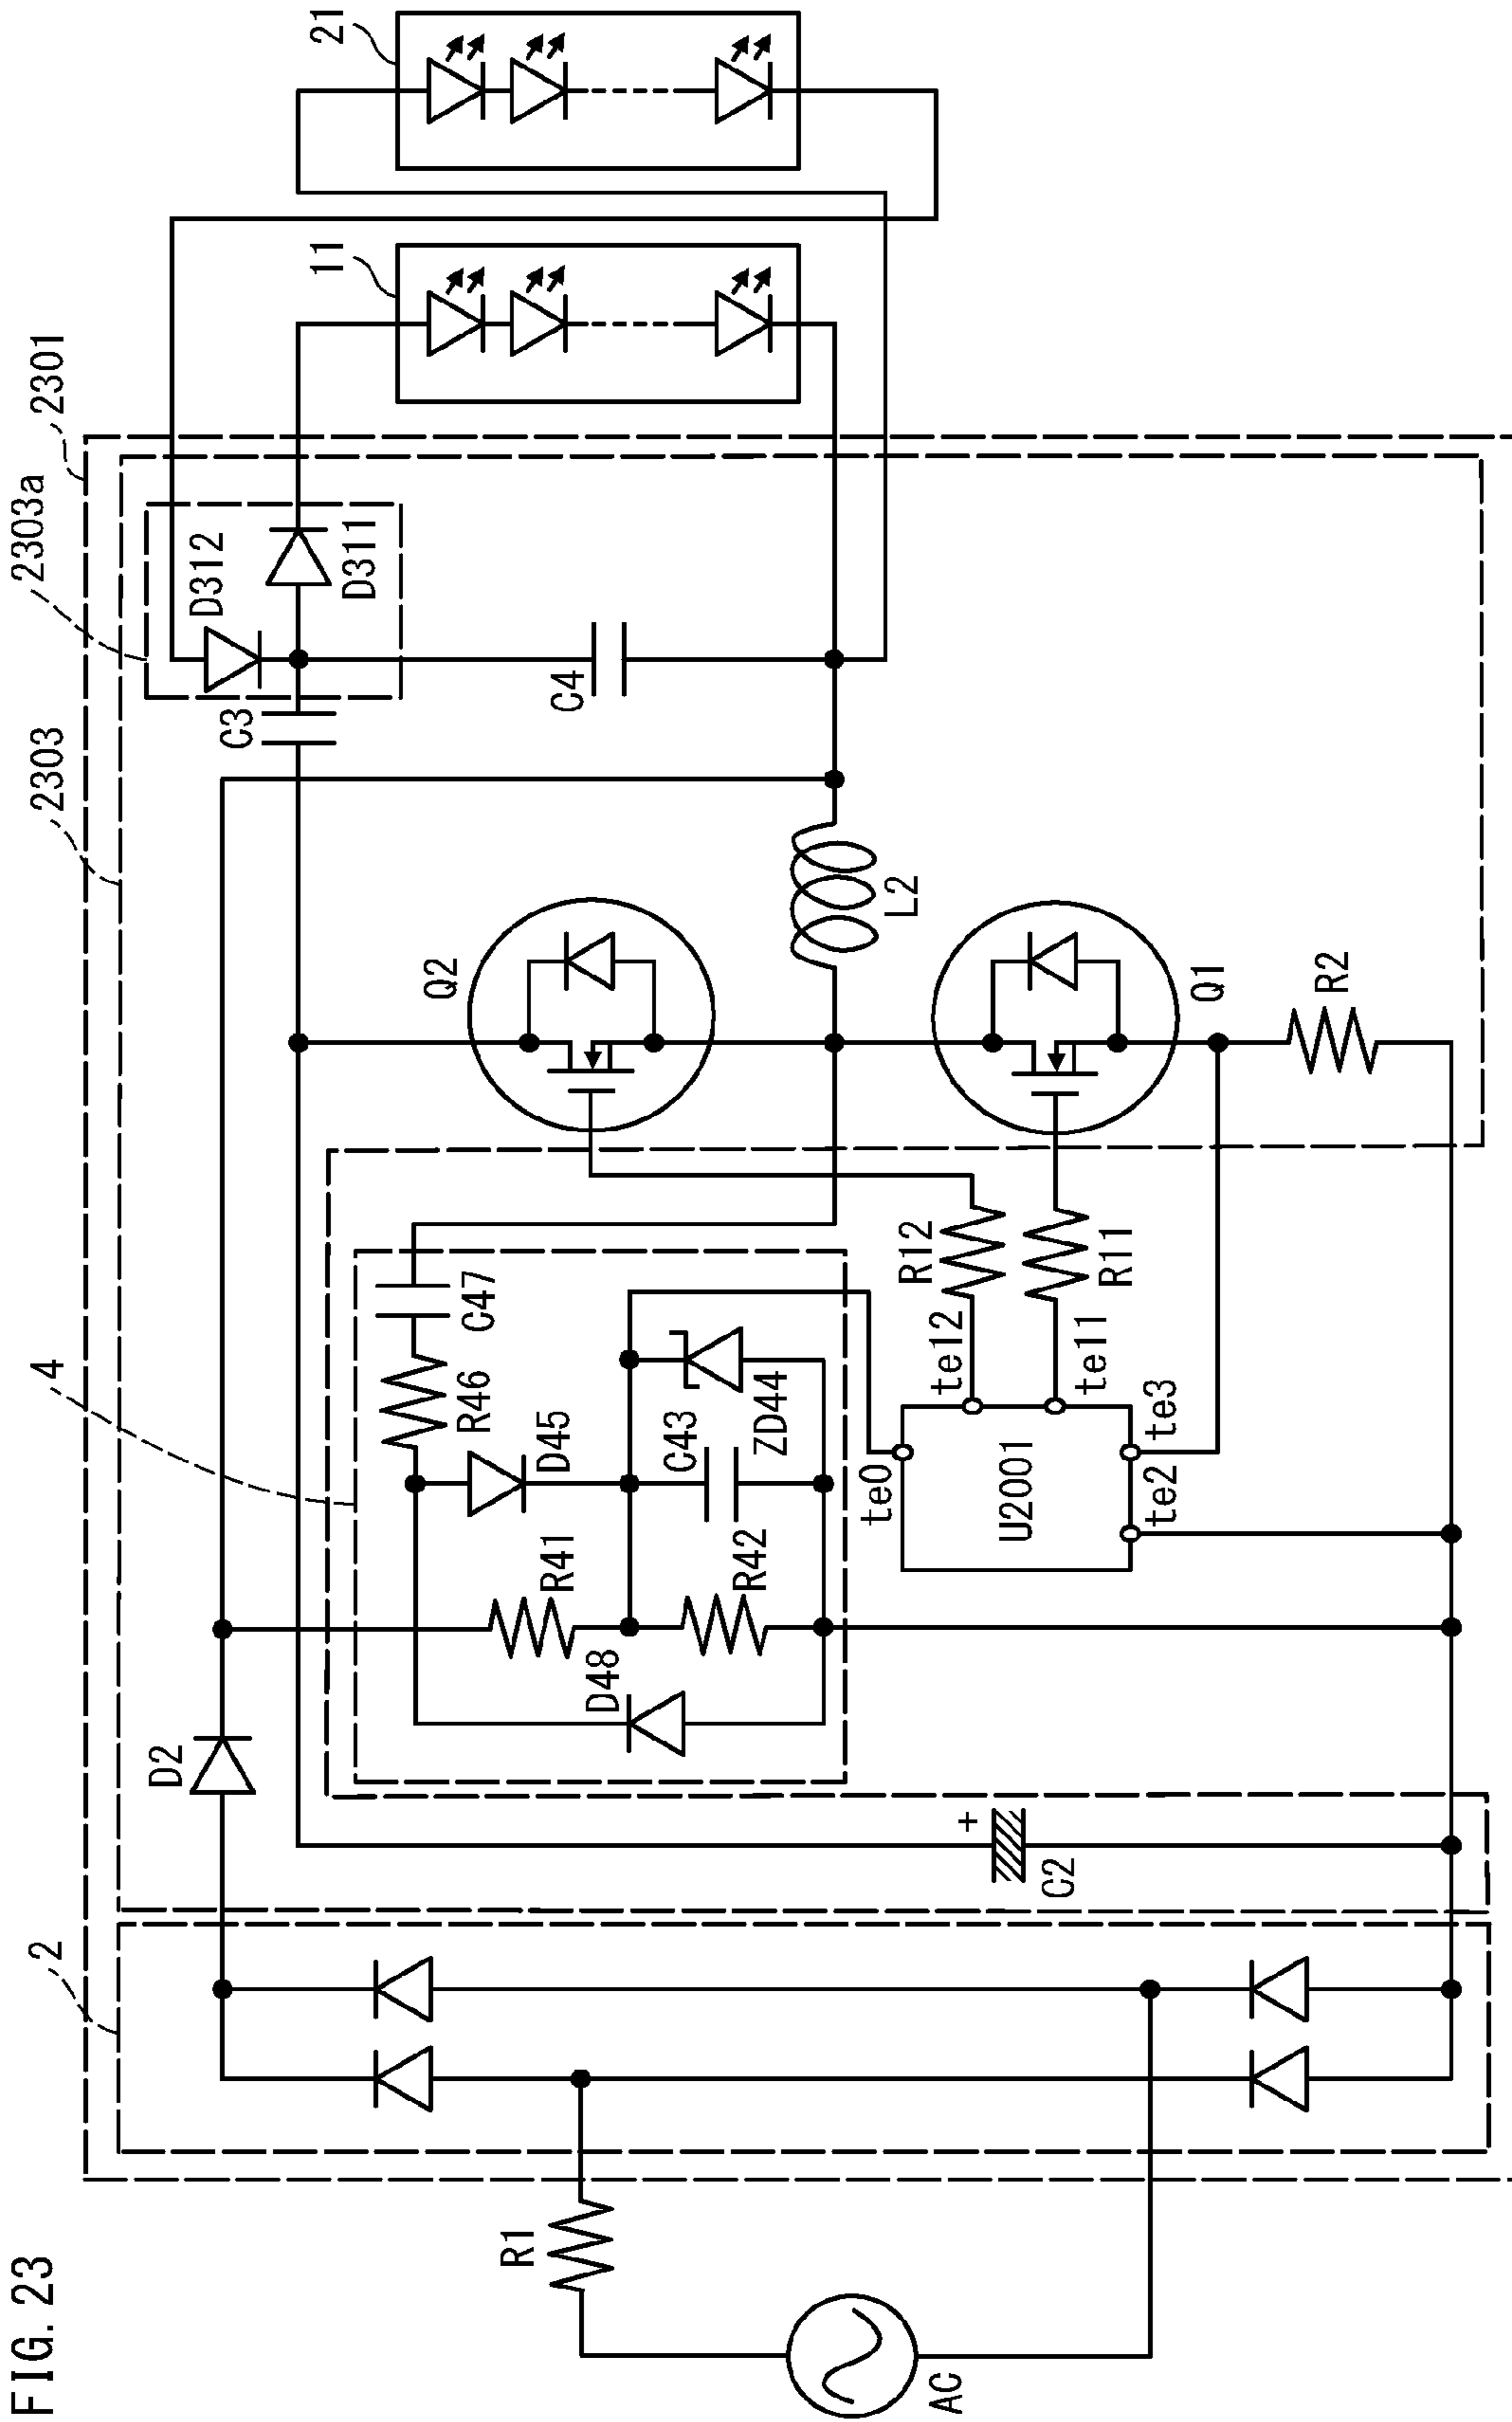 FIG. 23
2301
2303
2303a
2
4
11
21
AC
R1
D2
C2
D48
R41
R42
D45
C43
ZD44
R46
C47
te0
U2001
te2
te3
te12
te11
R12
R11
Q2
Q1
R2
L2
C3
C4
D312
D311
+